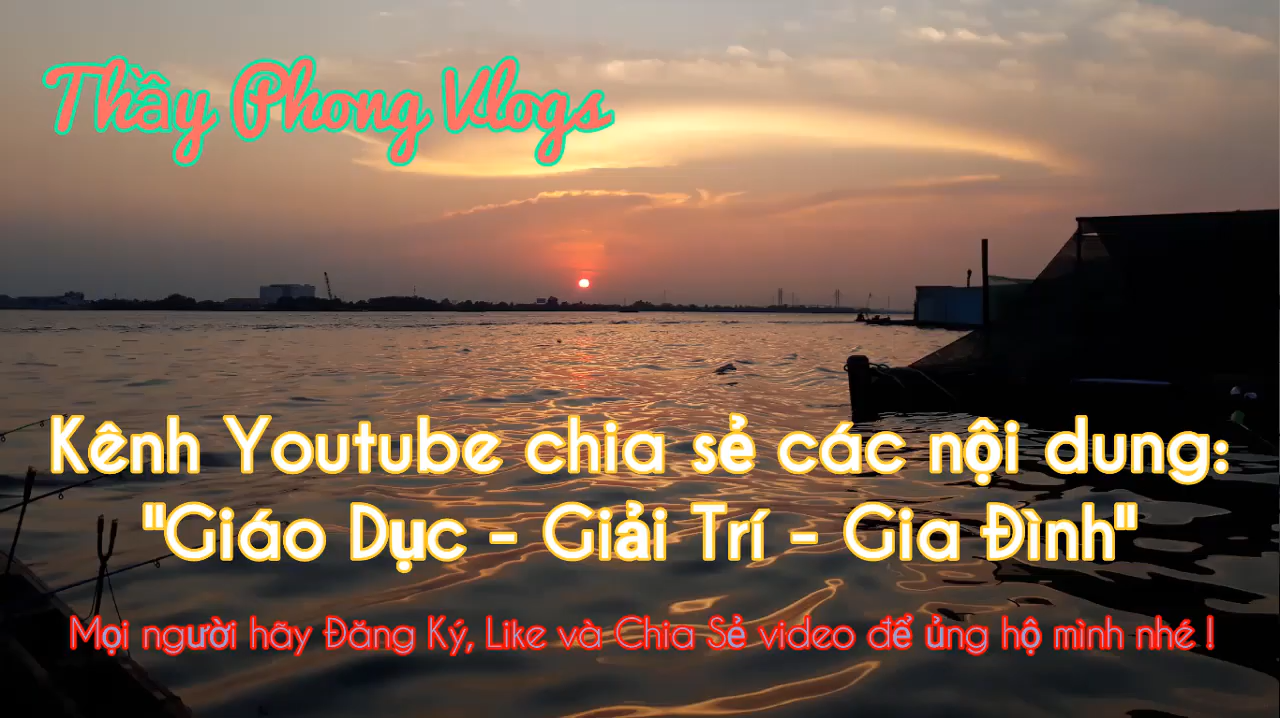 Thầy Phong Vlogs
Kênh Youtube chia sẻ các nội dung:
"Giáo Dục - Giải Trí - Gia Đình"
Mọi người hãy Đăng Ký, Like và Chia Sẻ video để ủng hộ mình nhé !